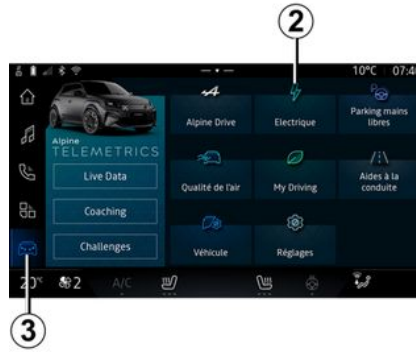 2
10°C 07:40
Alpine Drive
Electrique
Parking mains
libres
Alpine
TELEMETRICS
Live Data
Coaching
Challenges
Qualité de l'air
My Driving
Aides à la
conduite
Véhicule
Réglages
20°C
2
A/C
3